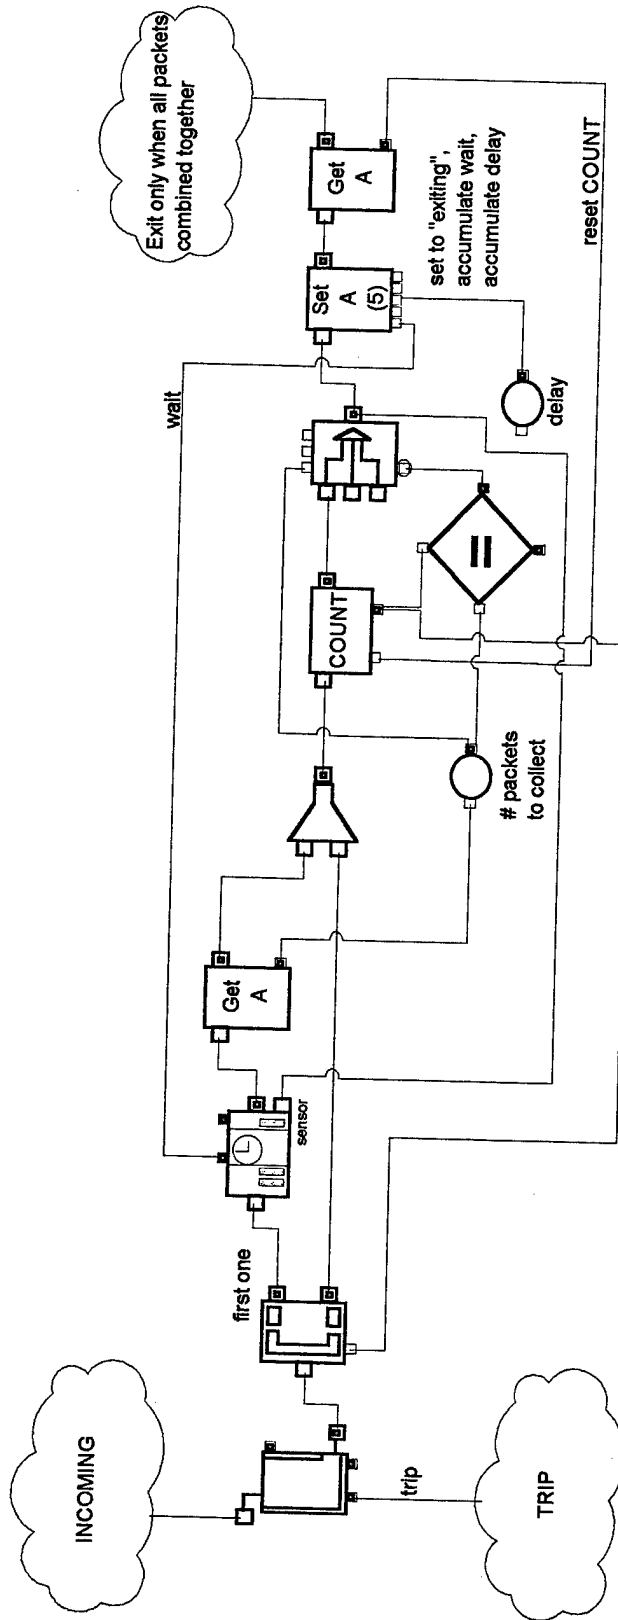 INCOMING
TRIP
trip
first one
sensor
Get
A
wait
# packets
to collect
COUNT
=
delay
Set
A
(5)
set to "exiting",
accumulate wait,
accumulate delay
Get
A
reset COUNT
Exit only when all packets
combined together